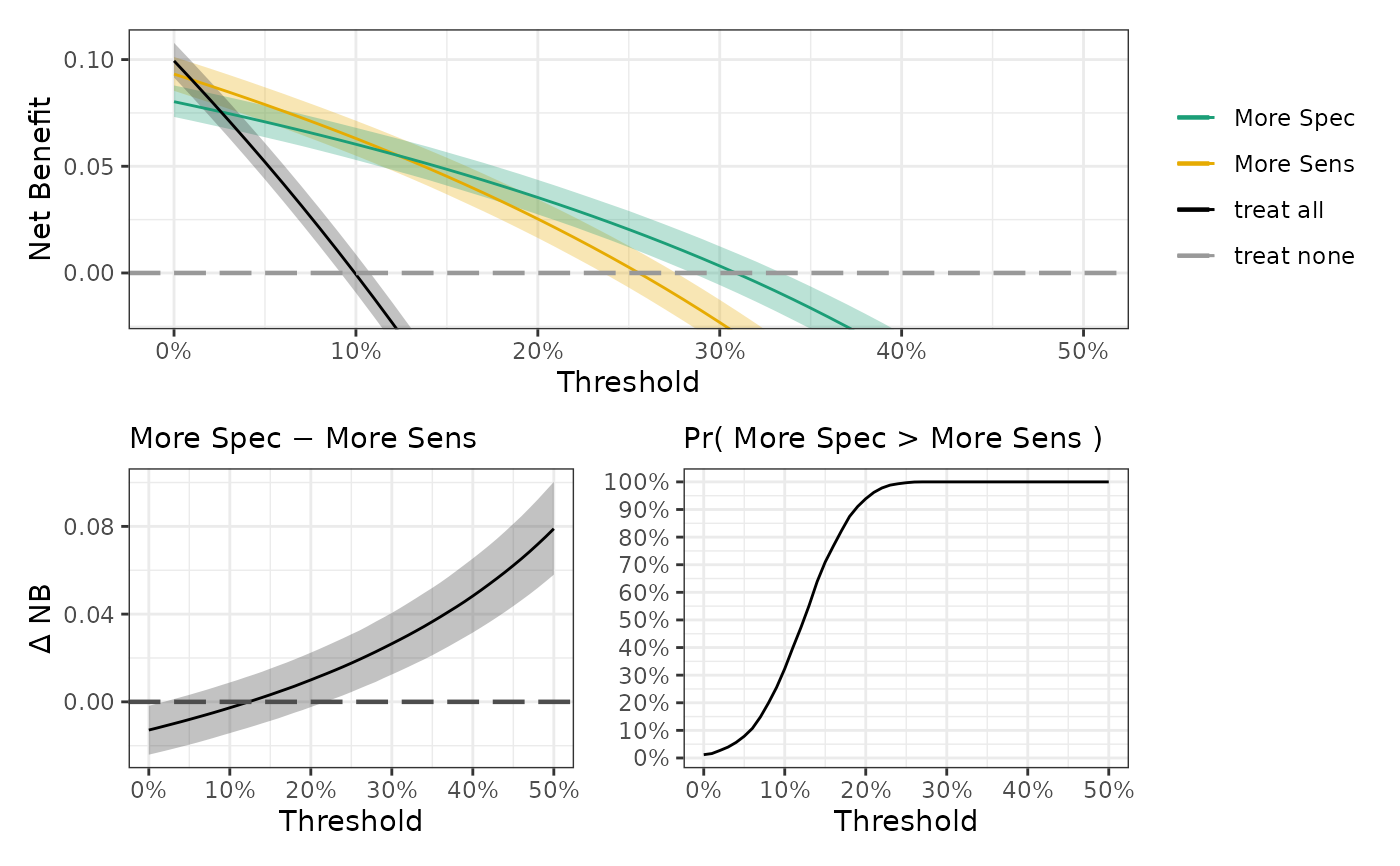 0.10
0.05
0.00
Net Benefit
0% 10% 20% 30% 40% 50%
Threshold
More Spec
More Sens
treat all
treat none
More Spec − More Sens
0.08
0.04
0.00
Δ NB
0% 10% 20% 30% 40% 50%
Threshold
Pr( More Spec > More Sens )
100%
90%
80%
70%
60%
50%
40%
30%
20%
10%
0%
0% 10% 20% 30% 40% 50%
Threshold